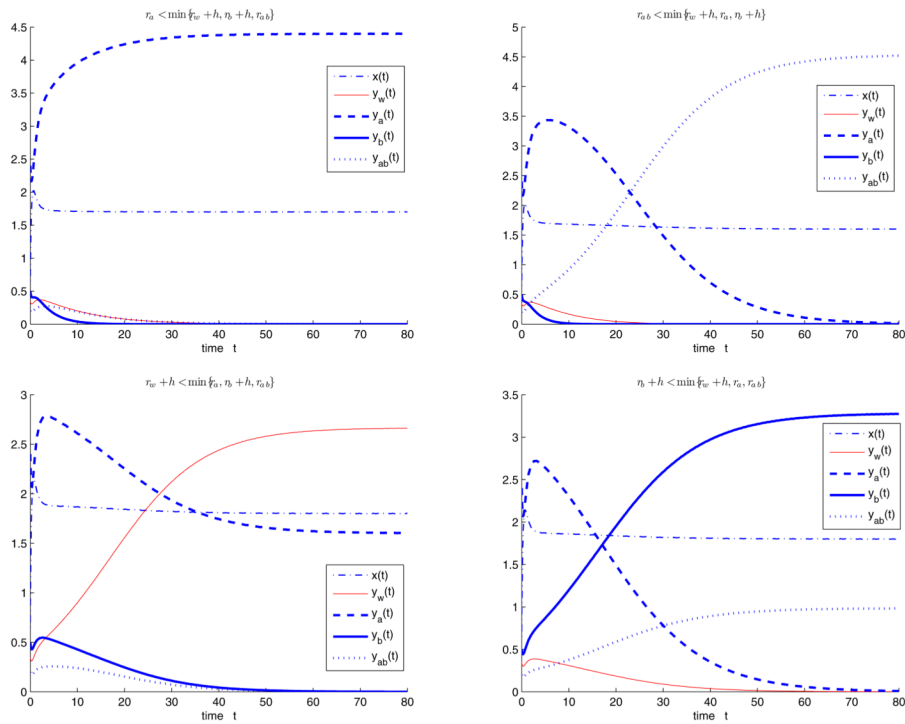 r_a < min{r_w + h, r_b + h, r_ab}
4.5
4
3.5
3
2.5
2
1.5
1
0.5
0
x(t)
y_w(t)
y_a(t)
y_b(t)
y_ab(t)
0 10 20 30 40 50 60 70 80
time t
r_ab < min{r_w + h, r_a, r_b + h}
5
4.5
4
3.5
3
2.5
2
1.5
1
0.5
0
x(t)
y_w(t)
y_a(t)
y_b(t)
y_ab(t)
0 10 20 30 40 50 60 70 80
time t
r_w + h < min{r_a, r_b + h, r_ab}
3
2.5
2
1.5
1
0.5
0
x(t)
y_w(t)
y_a(t)
y_b(t)
y_ab(t)
0 10 20 30 40 50 60 70 80
time t
r_b + h < min{r_w + h, r_a, r_ab}
3.5
3
2.5
2
1.5
1
0.5
0
x(t)
y_w(t)
y_a(t)
y_b(t)
y_ab(t)
0 10 20 30 40 50 60 70 80
time t